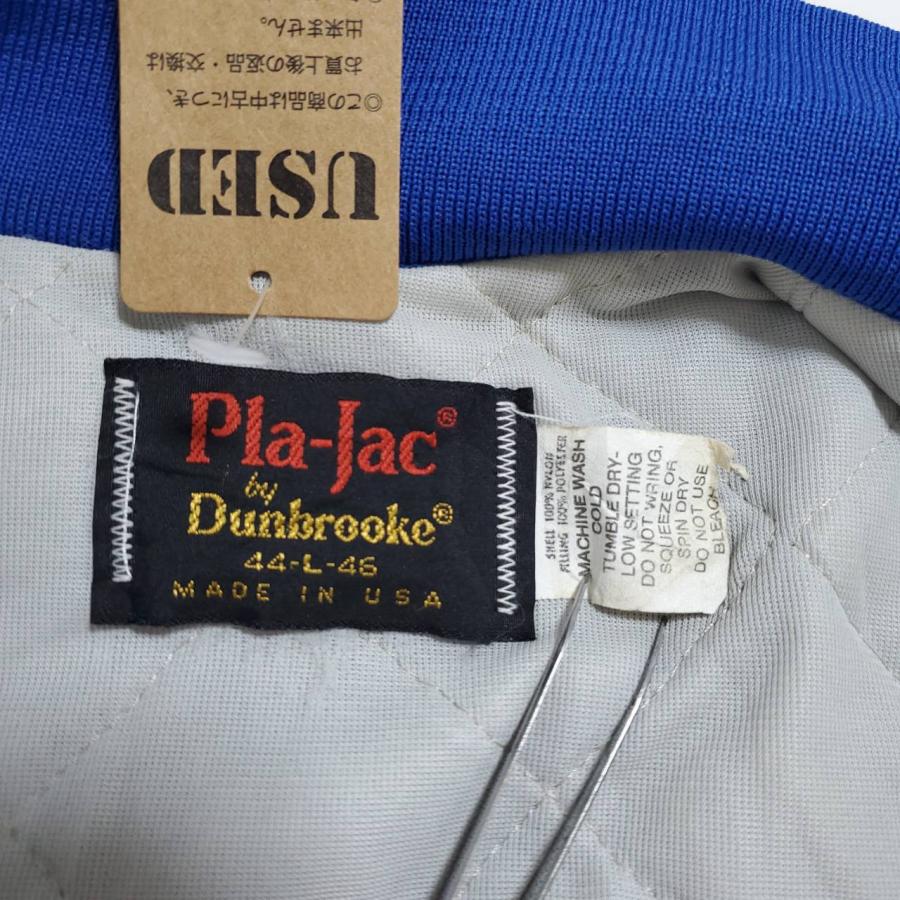 USED
◎この商品は中古につき、
お買上後の返品・交換は
出来ません。
Pla-Jac®
by
Dunbrooke®
44-L-46
MADE IN USA
SHELL 100% NYLON
FILLING 100% POLYESTER
MACHINE WASH
COLD
TUMBLE DRY-
LOW SETTING
DO NOT WRING,
SQUEEZE OR
SPIN DRY
DO NOT USE
BLEACH